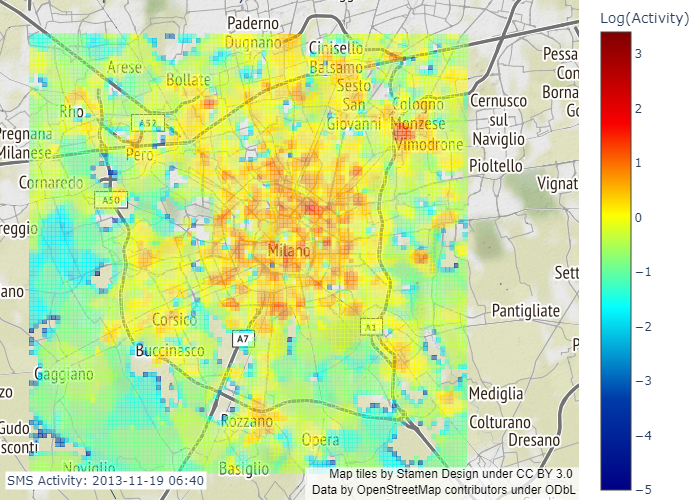 Paderno
Dugnano
Cinisello
Balsamo
Arese
Bollate
Sesto
San
Giovanni
Rho
A52
Pero
Cologno
Monzese
Vimodrone
Cernusco
sul
Naviglio
Pioltello
Pessa
Con
Borna
Go
Vignat
Pregnana
Milanese
Cornaredo
A50
reggio
Milano
ano
Sett
Pantigliate
P
Corsico
Buccinasco
A7
A1
Gaggiano
zo
Gudo
sconti
Rozzano
Opera
Mediglia
Colturano
Dresano
Noviglio
Basiglio
SMS Activity: 2013-11-19 06:40
Map tiles by Stamen Design under CC BY 3.0
Data by OpenStreetMap contributors under ODbL
Log(Activity)
3
2
1
0
−1
−2
−3
−4
−5